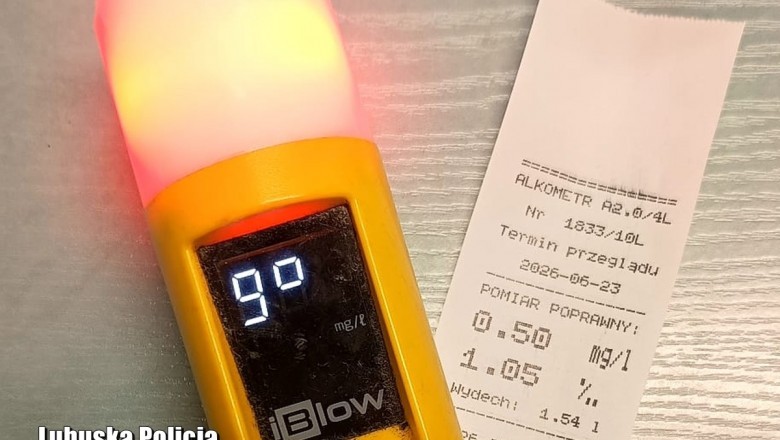 9º
mg/ℓ
iBlow
Lubuska Policja
====================
ALKOMETR A2.0/4L
Nr 1833/10L
Termin przeglądu
2026-06-23
--------------------
POMIAR POPRAWNY:
0.50 mg/l
1.05 ‰
Wydech: 1.54 l